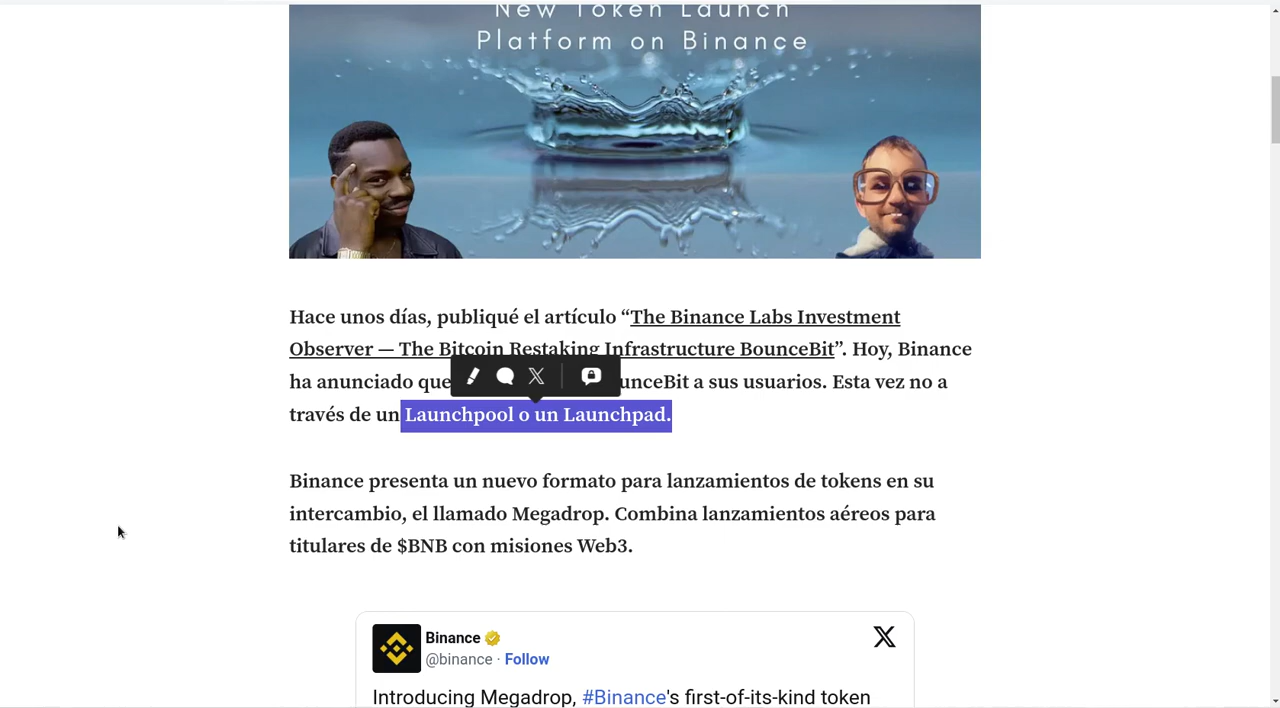 New Token Launch
Platform on Binance
Hace unos días, publiqué el artículo “The Binance Labs Investment
Observer — The Bitcoin Restaking Infrastructure BounceBit”. Hoy, Binance
ha anunciado que unceBit a sus usuarios. Esta vez no a
través de un Launchpool o un Launchpad.
Binance presenta un nuevo formato para lanzamientos de tokens en su
intercambio, el llamado Megadrop. Combina lanzamientos aéreos para
titulares de $BNB con misiones Web3.
Binance
@binance · Follow
Introducing Megadrop, #Binance's first-of-its-kind token